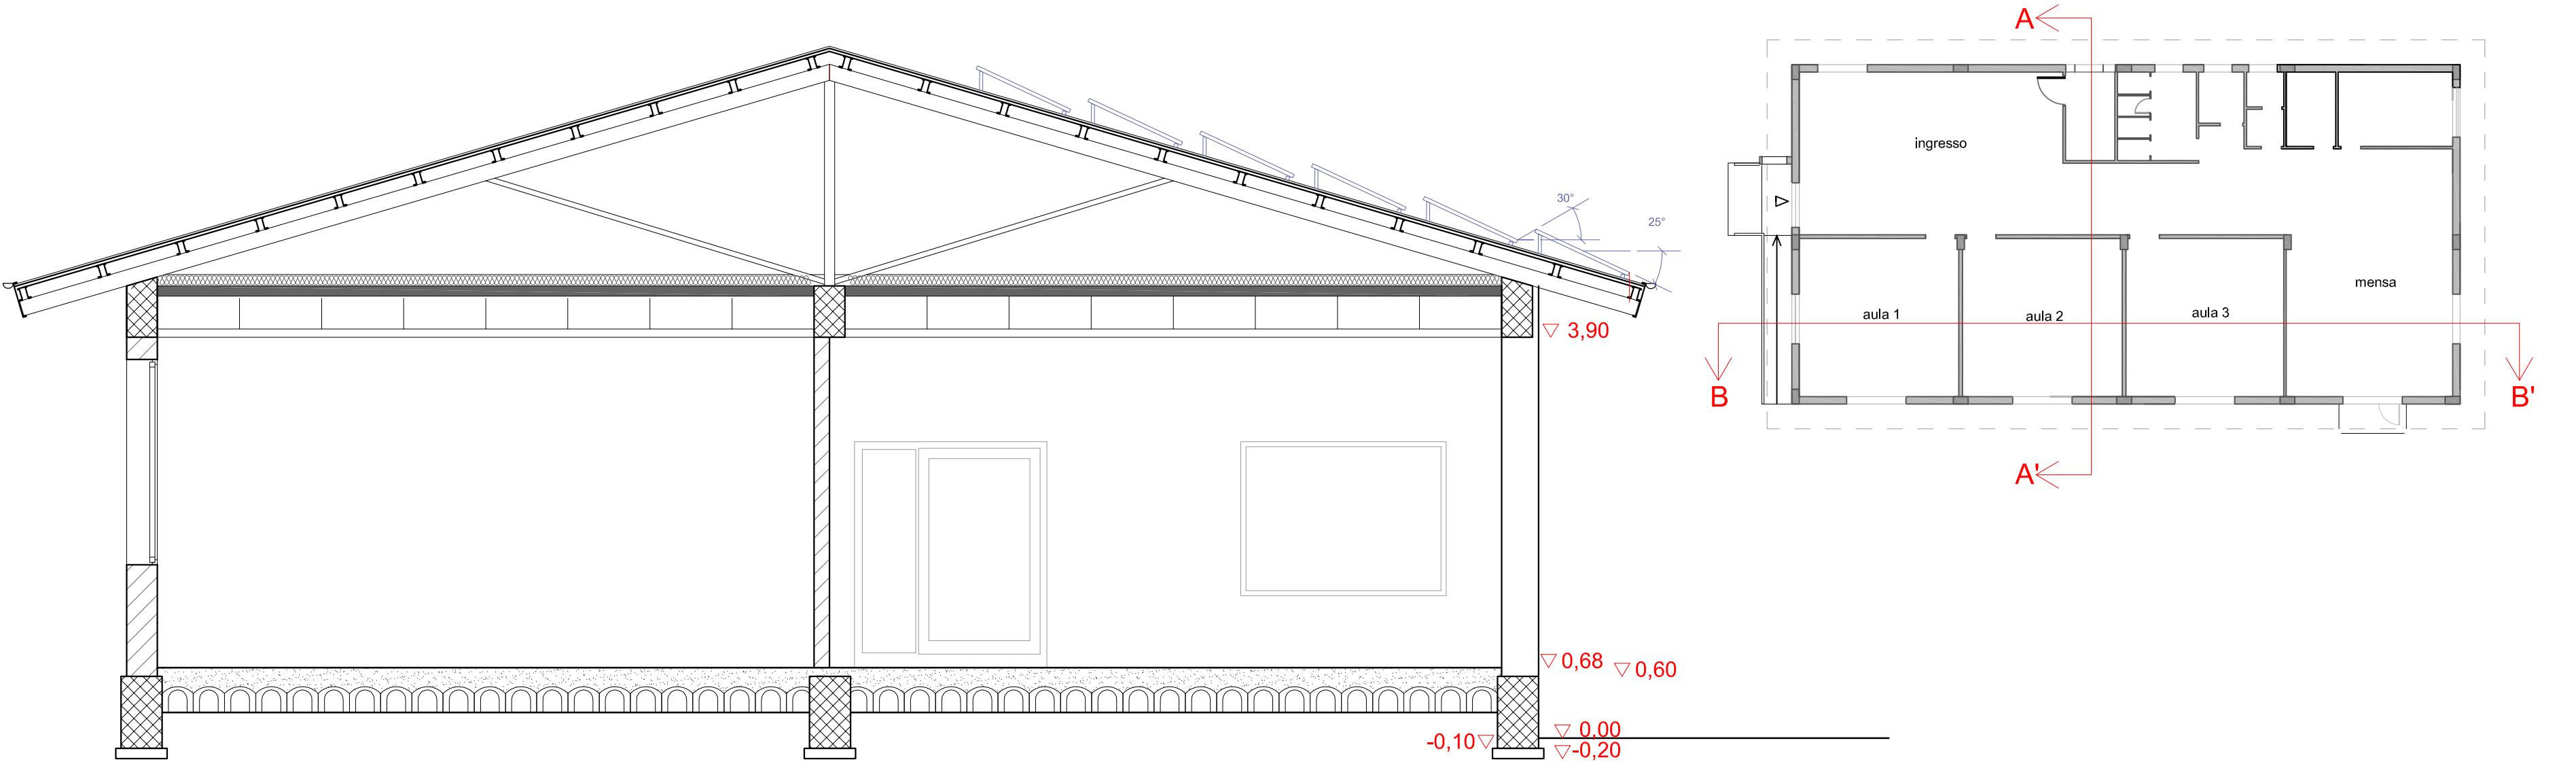 30°
25°
3,90
0,68
0,60
0,00
-0,10
-0,20
A
ingresso
mensa
aula 1
aula 2
aula 3
B
B'
A'